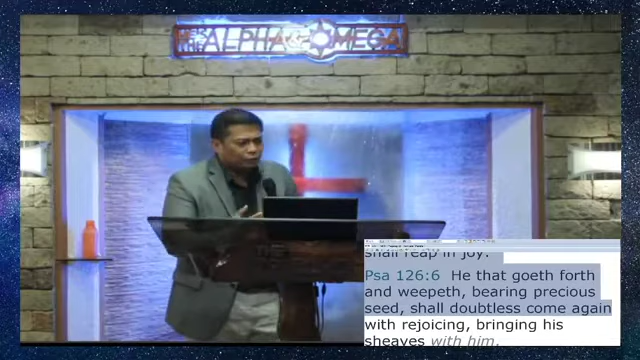 ALPHA OMEGA
shall reap in joy.
Psa 126:6 He that goeth forth
and weepeth, bearing precious
seed, shall doubtless come again
with rejoicing, bringing his
sheaves with him.